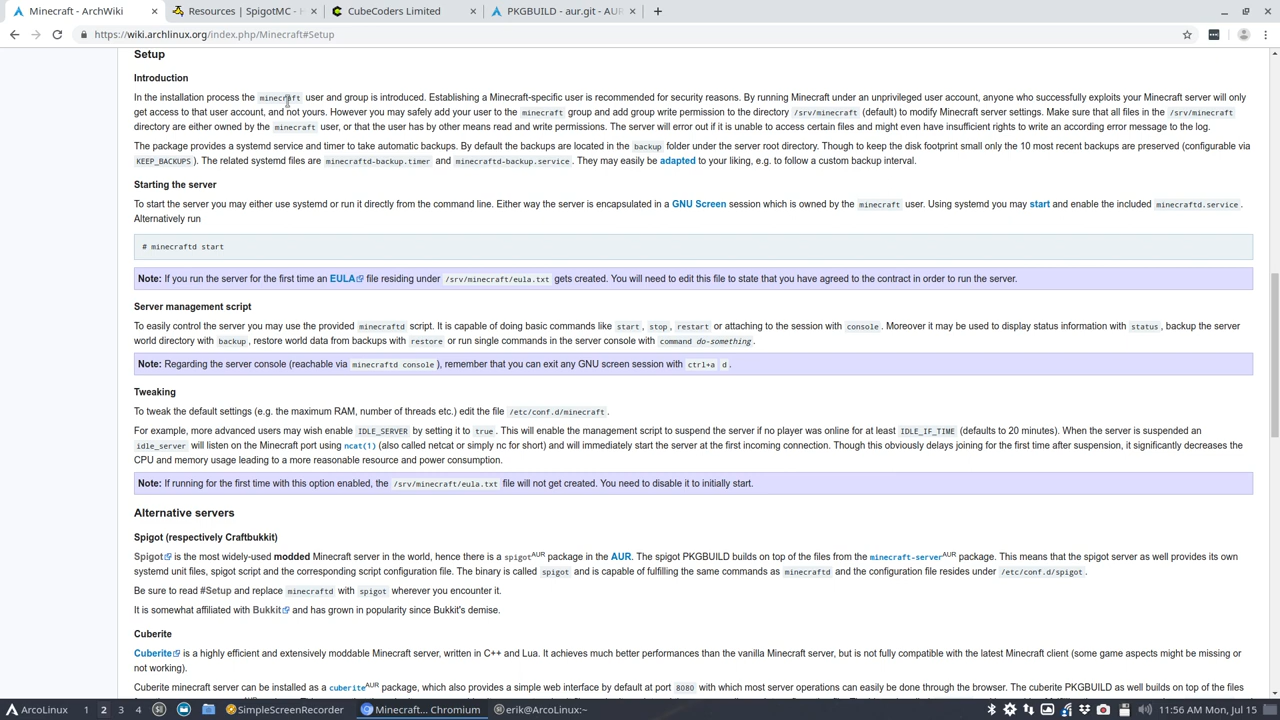 Minecraft - ArchWiki
Resources | SpigotMC -
CubeCoders Limited
PKGBUILD - aur.git - AUR
https://wiki.archlinux.org/index.php/Minecraft#Setup
Setup
Introduction
In the installation process the minecraft user and group is introduced. Establishing a Minecraft-specific user is recommended for security reasons. By running Minecraft under an unprivileged user account, anyone who successfully exploits your Minecraft server will only
get access to that user account, and not yours. However you may safely add your user to the minecraft group and add group write permission to the directory /srv/minecraft (default) to modify Minecraft server settings. Make sure that all files in the /srv/minecraft
directory are either owned by the minecraft user, or that the user has by other means read and write permissions. The server will error out if it is unable to access certain files and might even have insufficient rights to write an according error message to the log.
The package provides a systemd service and timer to take automatic backups. By default the backups are located in the backup folder under the server root directory. Though to keep the disk footprint small only the 10 most recent backups are preserved (configurable via
KEEP_BACKUPS ). The related systemd files are minecraftd-backup.timer and minecraftd-backup.service . They may easily be adapted to your liking, e.g. to follow a custom backup interval.
Starting the server
To start the server you may either use systemd or run it directly from the command line. Either way the server is encapsulated in a GNU Screen session which is owned by the minecraft user. Using systemd you may start and enable the included minecraftd.service .
Alternatively run
# minecraftd start
Note: If you run the server for the first time an EULA file residing under /srv/minecraft/eula.txt gets created. You will need to edit this file to state that you have agreed to the contract in order to run the server.
Server management script
To easily control the server you may use the provided minecraftd script. It is capable of doing basic commands like start , stop , restart or attaching to the session with console . Moreover it may be used to display status information with status , backup the server
world directory with backup , restore world data from backups with restore or run single commands in the server console with command do-something .
Note: Regarding the server console (reachable via minecraftd console ), remember that you can exit any GNU screen session with ctrl+a d .
Tweaking
To tweak the default settings (e.g. the maximum RAM, number of threads etc.) edit the file /etc/conf.d/minecraft .
For example, more advanced users may wish enable IDLE_SERVER by setting it to true . This will enable the management script to suspend the server if no player was online for at least IDLE_IF_TIME (defaults to 20 minutes). When the server is suspended an
idle_server will listen on the Minecraft port using ncat(1) (also called netcat or simply nc for short) and will immediately start the server at the first incoming connection. Though this obviously delays joining for the first time after suspension, it significantly decreases the
CPU and memory usage leading to a more reasonable resource and power consumption.
Note: If running for the first time with this option enabled, the /srv/minecraft/eula.txt file will not get created. You need to disable it to initially start.
Alternative servers
Spigot (respectively Craftbukkit)
Spigot is the most widely-used modded Minecraft server in the world, hence there is a spigotAUR package in the AUR. The spigot PKGBUILD builds on top of the files from the minecraft-serverAUR package. This means that the spigot server as well provides its own
systemd unit files, spigot script and the corresponding script configuration file. The binary is called spigot and is capable of fulfilling the same commands as minecraftd and the configuration file resides under /etc/conf.d/spigot .
Be sure to read #Setup and replace minecraftd with spigot wherever you encounter it.
It is somewhat affiliated with Bukkit and has grown in popularity since Bukkit's demise.
Cuberite
Cuberite is a highly efficient and extensively moddable Minecraft server, written in C++ and Lua. It achieves much better performances than the vanilla Minecraft server, but is not fully compatible with the latest Minecraft client (some game aspects might be missing or
not working).
Cuberite minecraft server can be installed as a cuberiteAUR package, which also provides a simple web interface by default at port 8080 with which most server operations can easily be done through the browser. The cuberite PKGBUILD as well builds on top of the files
ArcoLinux 1 2 3 4 SimpleScreenRecorder Minecraft... Chromium erik@ArcoLinux:~ ArcoLinux 11:56 AM Mon, Jul 15